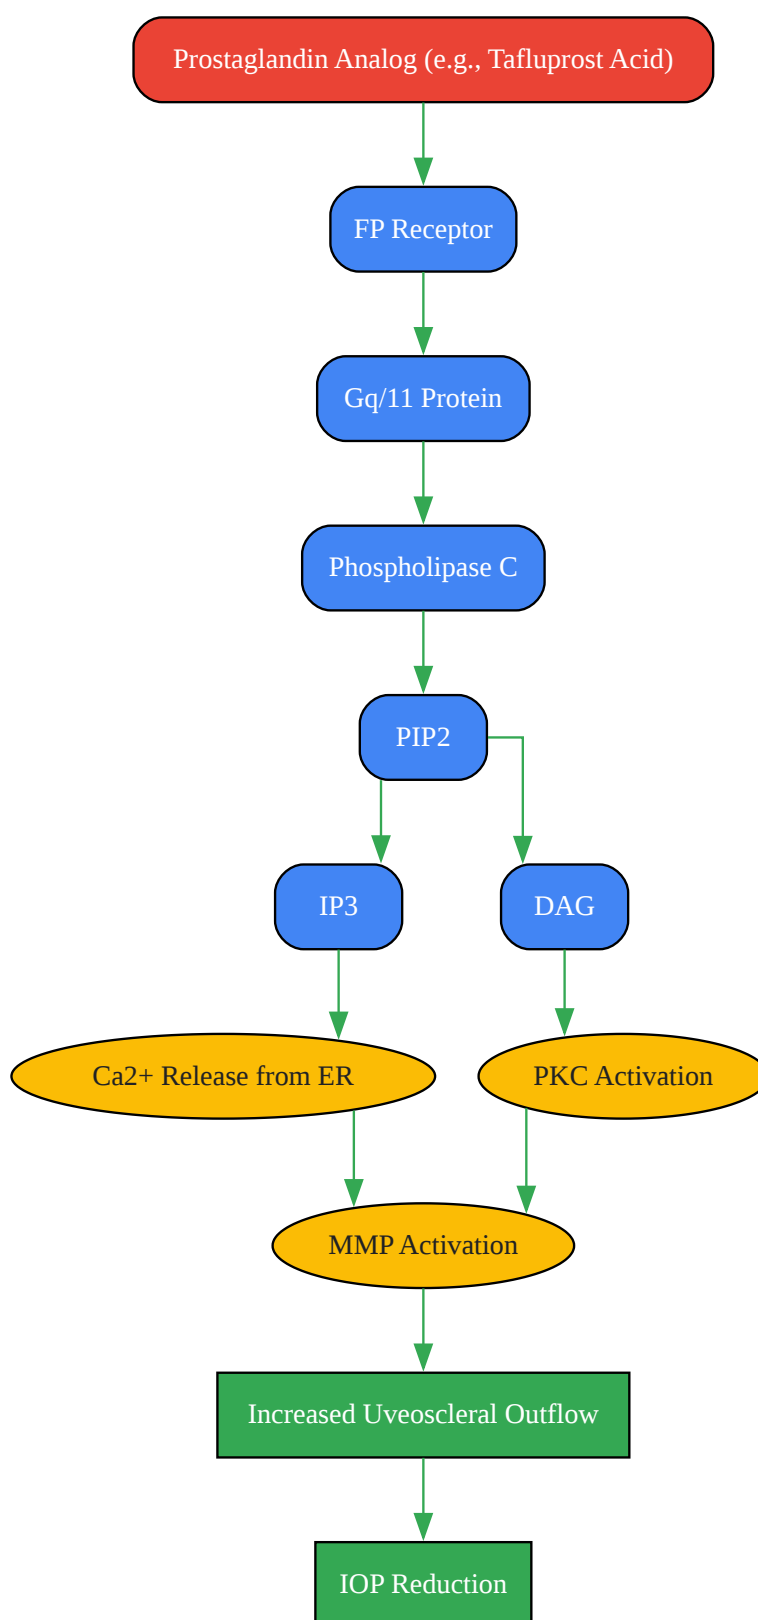 Prostaglandin Analog (e.g., Tafluprost Acid)
FP Receptor
Gq/11 Protein
Phospholipase C
PIP2
IP3
DAG
Ca2+ Release from ER
PKC Activation
MMP Activation
Increased Uveoscleral Outflow
IOP Reduction